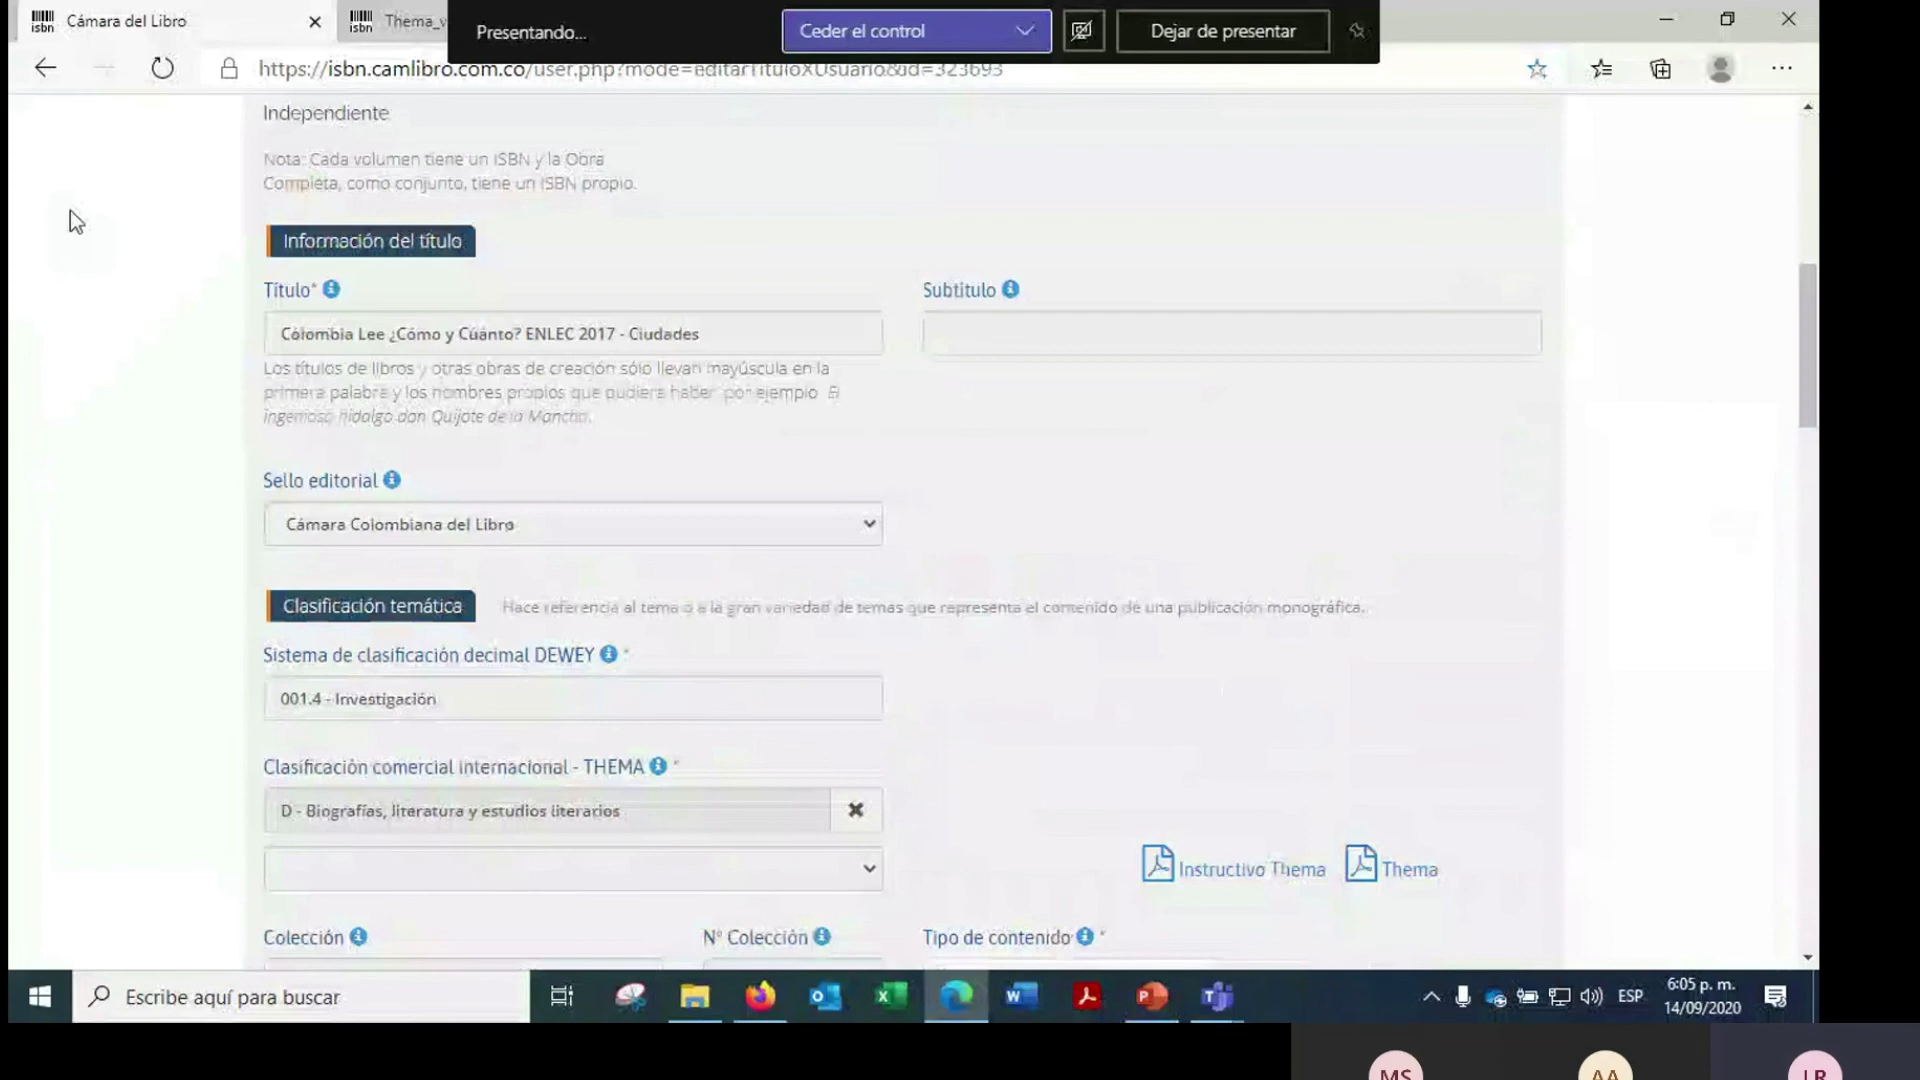 isbn Cámara del Libro
isbn Thema_v
Presentando...
Ceder el control
Dejar de presentar
https://isbn.camlibro.com.co/user.php?mode=editarTituloXUsuario&id=323693
Independiente
Nota: Cada volumen tiene un ISBN y la Obra
Completa, como conjunto, tiene un ISBN propio.
Información del título
Título*
Subtítulo
Colombia Lee ¿Cómo y Cuánto? ENLEC 2017 - Ciudades
Los títulos de libros y otras obras de creación sólo llevan mayúscula en la
primera palabra y los nombres propios que pudiera haber, por ejemplo El
ingenioso hidalgo don Quijote de la Mancha.
Sello editorial
Cámara Colombiana del Libro
Clasificación temática
Hace referencia al tema o a la gran variedad de temas que representa el contenido de una publicación monográfica.
Sistema de clasificación decimal DEWEY *
001.4 - Investigación
Clasificación comercial internacional - THEMA *
D - Biografías, literatura y estudios literarios
Instructivo Thema
Thema
Colección
Nº Colección
Tipo de contenido *
Escribe aquí para buscar
ESP
6:05 p. m.
14/09/2020
MS
AA
LR